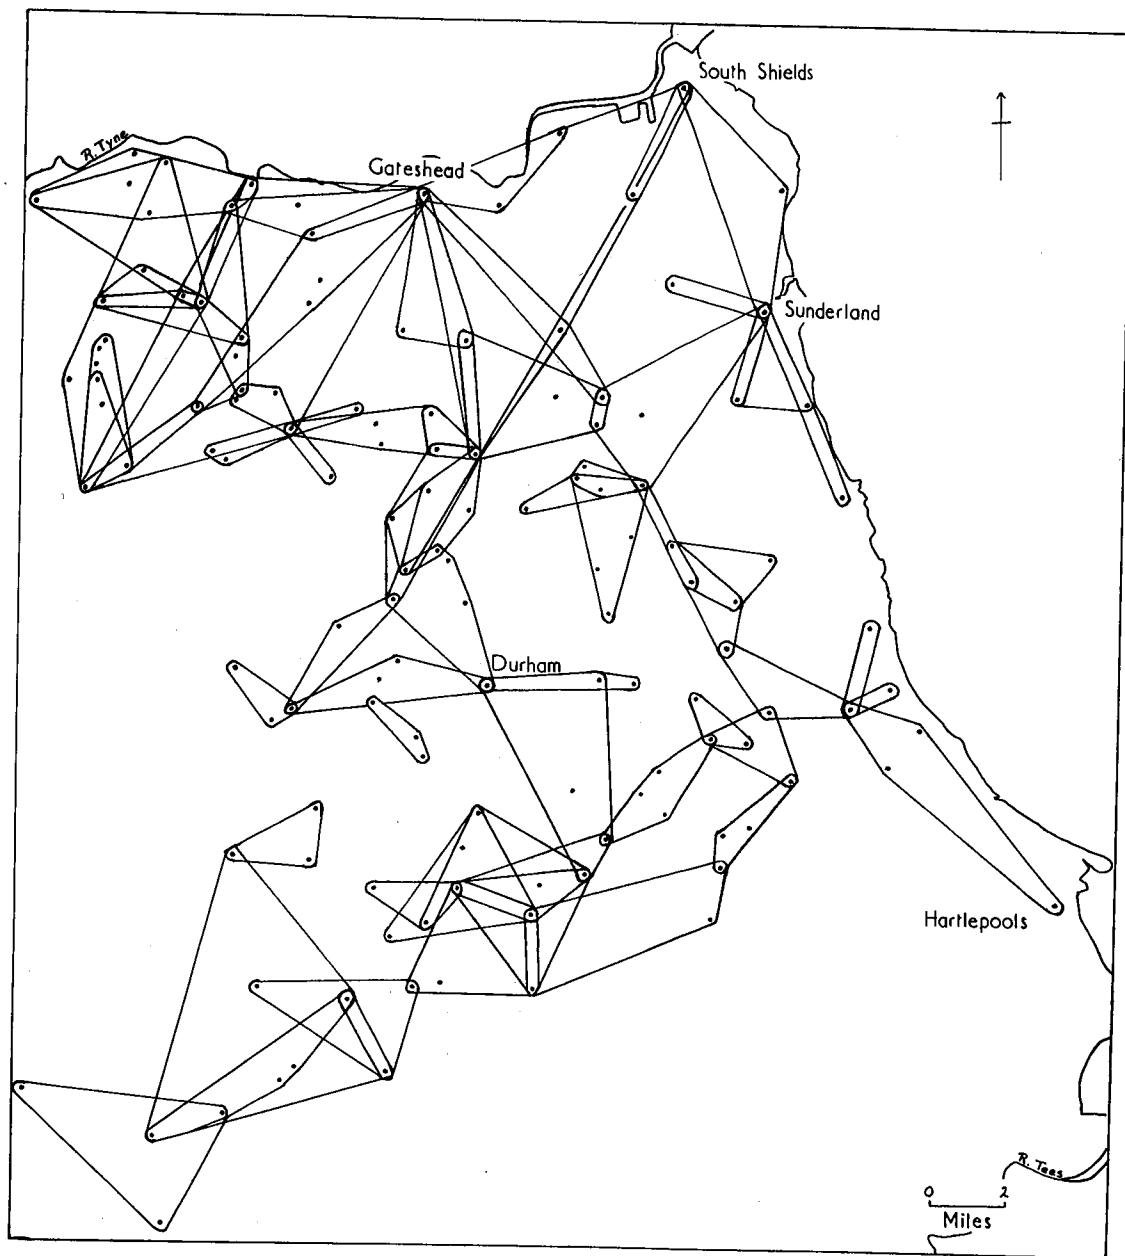 South Shields
R. Tyne
Gateshead
Sunderland
Durham
Hartlepools
R. Tees
0 2
Miles